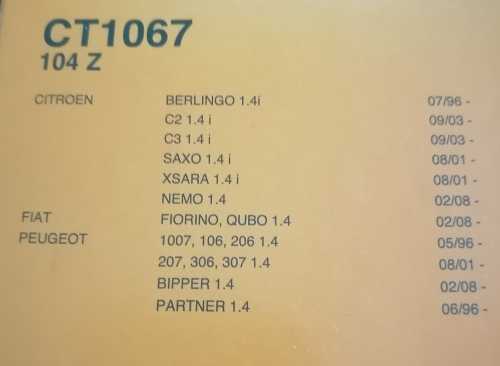 CT1067
104 Z
CITROEN BERLINGO 1.4i 07/96 -
C2 1.4 i 09/03 -
C3 1.4 i 09/03 -
SAXO 1.4 i 08/01 -
XSARA 1.4 i 08/01 -
NEMO 1.4 02/08 -
FIAT FIORINO, QUBO 1.4 02/08 -
PEUGEOT 1007, 106, 206 1.4 05/96 -
207, 306, 307 1.4 08/01 -
BIPPER 1.4 02/08 -
PARTNER 1.4 06/96 -